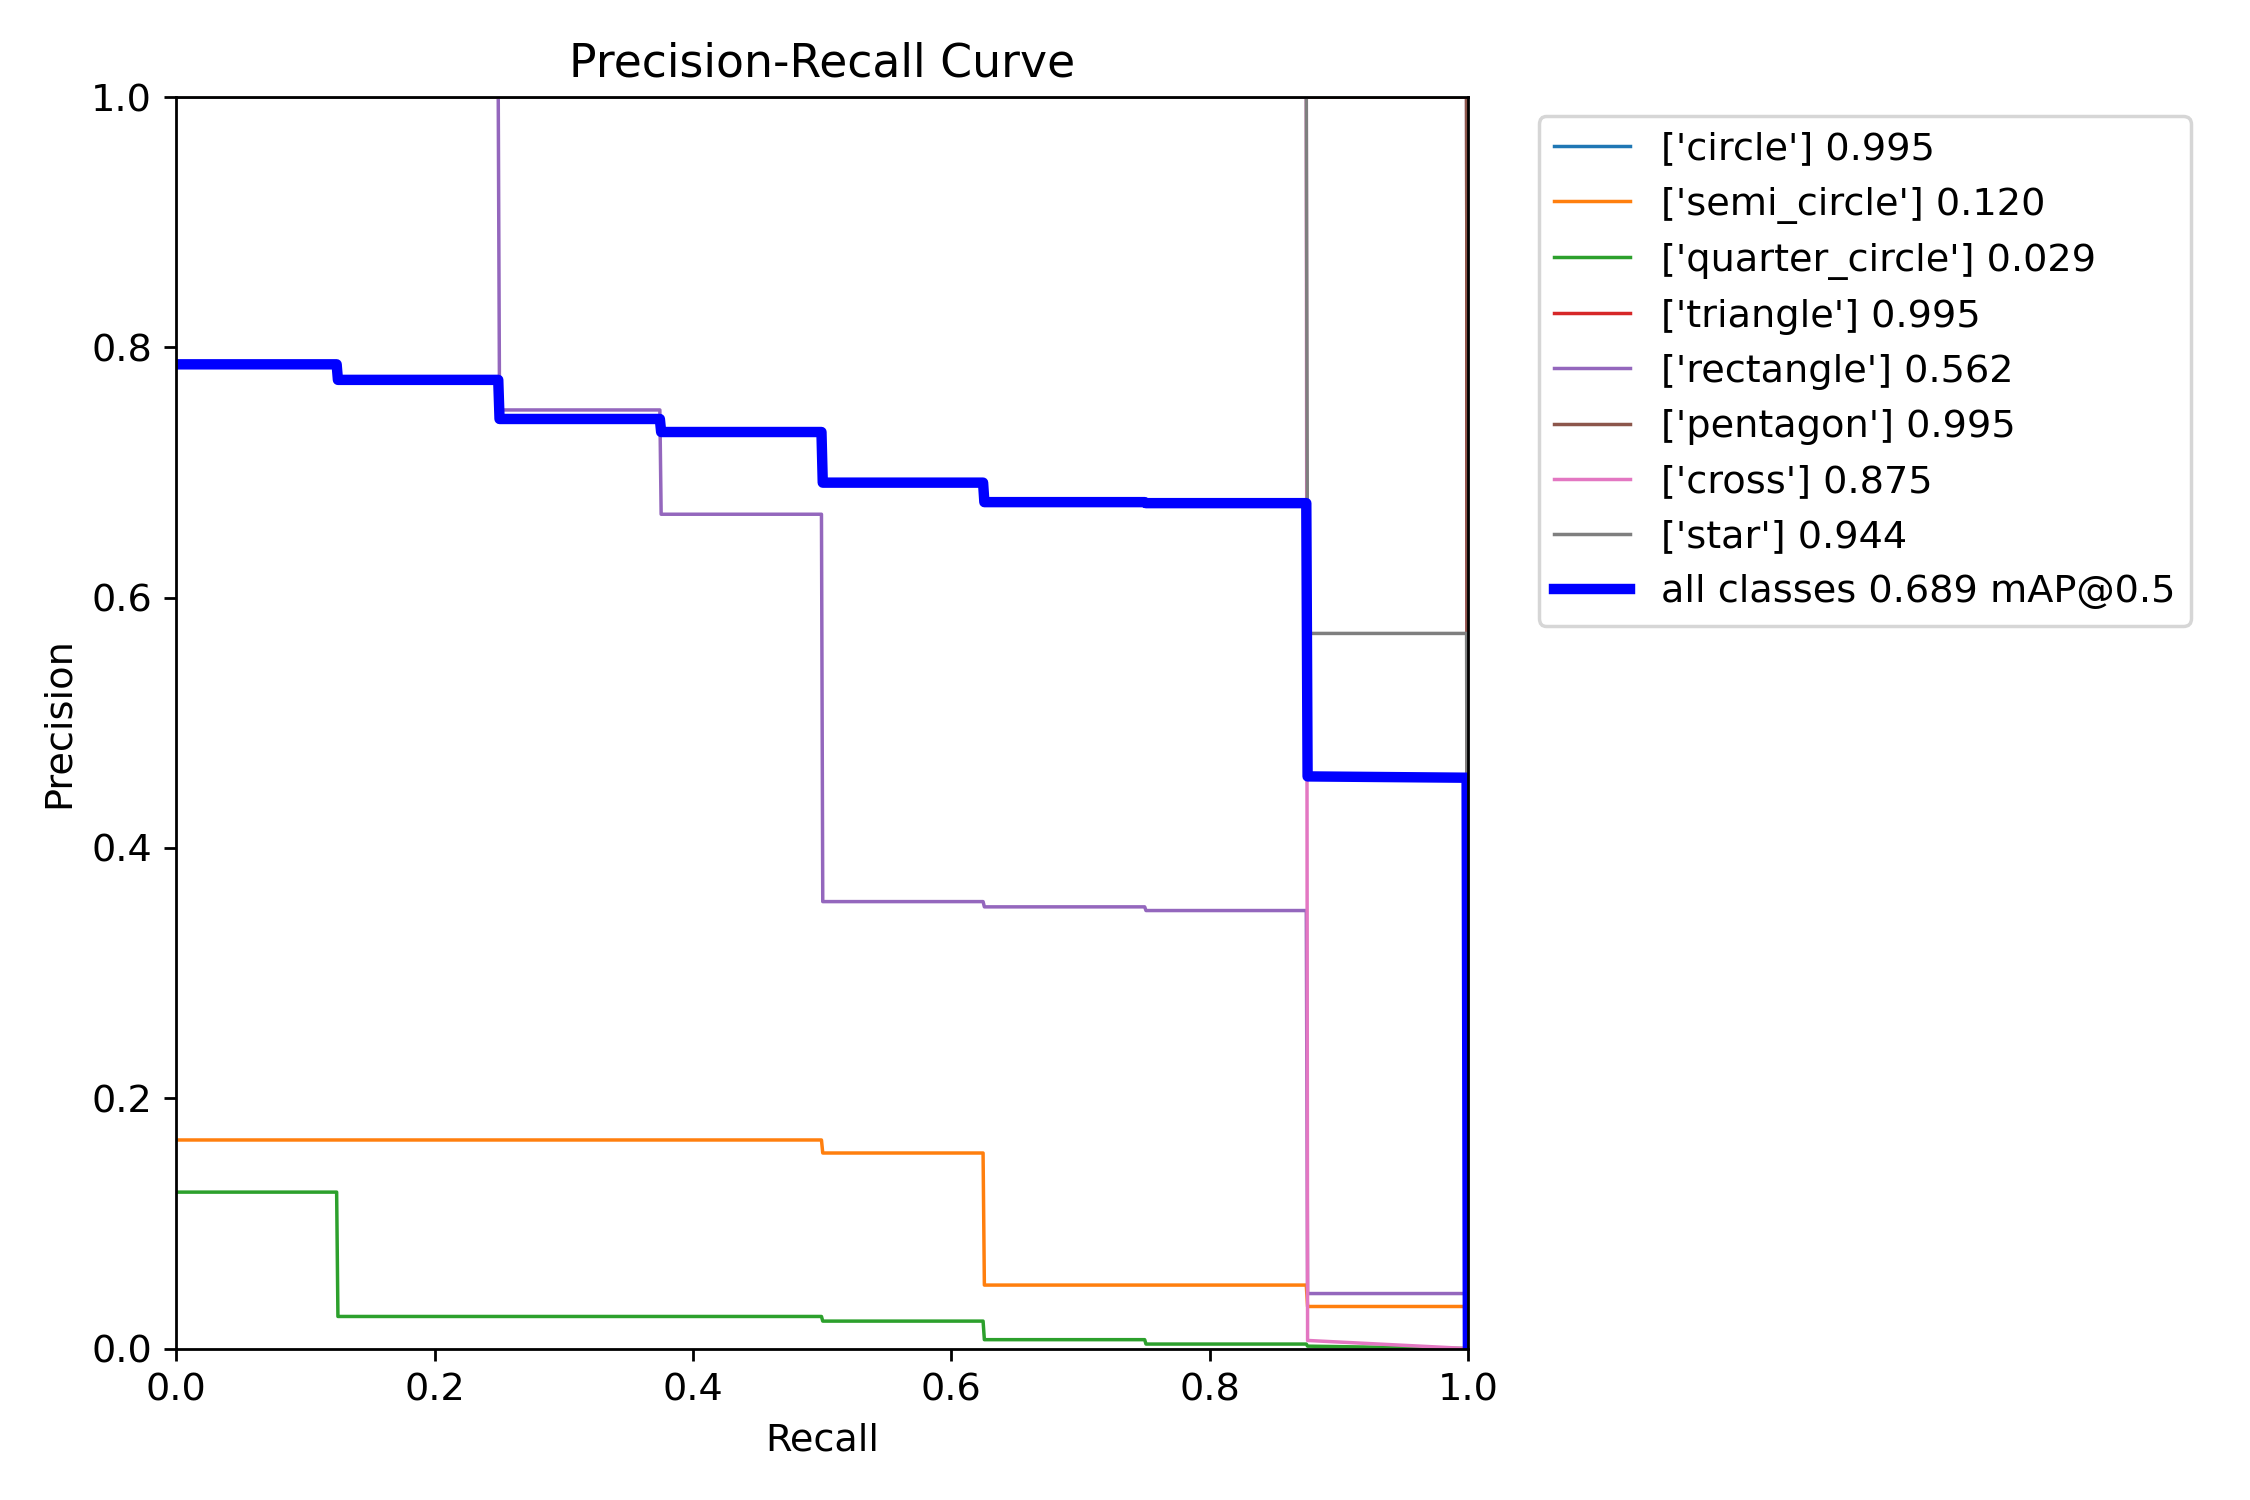 Precision-Recall Curve
1.0
0.8
0.6
0.4
0.2
0.0
Precision
0.0 0.2 0.4 0.6 0.8 1.0
Recall
['circle'] 0.995
['semi_circle'] 0.120
['quarter_circle'] 0.029
['triangle'] 0.995
['rectangle'] 0.562
['pentagon'] 0.995
['cross'] 0.875
['star'] 0.944
all classes 0.689 mAP@0.5